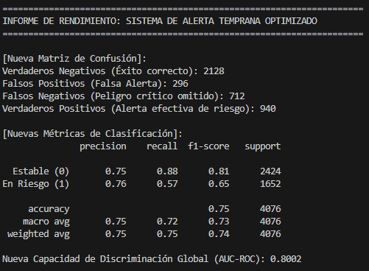 ======================================================================
INFORME DE RENDIMIENTO: SISTEMA DE ALERTA TEMPRANA OPTIMIZADO
======================================================================
[Nueva Matriz de Confusión]:
Verdaderos Negativos (Éxito correcto): 2128
Falsos Positivos (Falsa Alerta): 296
Falsos Negativos (Peligro crítico omitido): 712
Verdaderos Positivos (Alerta efectiva de riesgo): 940
[Nuevas Métricas de Clasificación]:
precision recall f1-score support
Estable (0) 0.75 0.88 0.81 2424
En Riesgo (1) 0.76 0.57 0.65 1652
accuracy 0.75 4076
macro avg 0.75 0.72 0.73 4076
weighted avg 0.75 0.75 0.74 4076
Nueva Capacidad de Discriminación Global (AUC-ROC): 0.8002